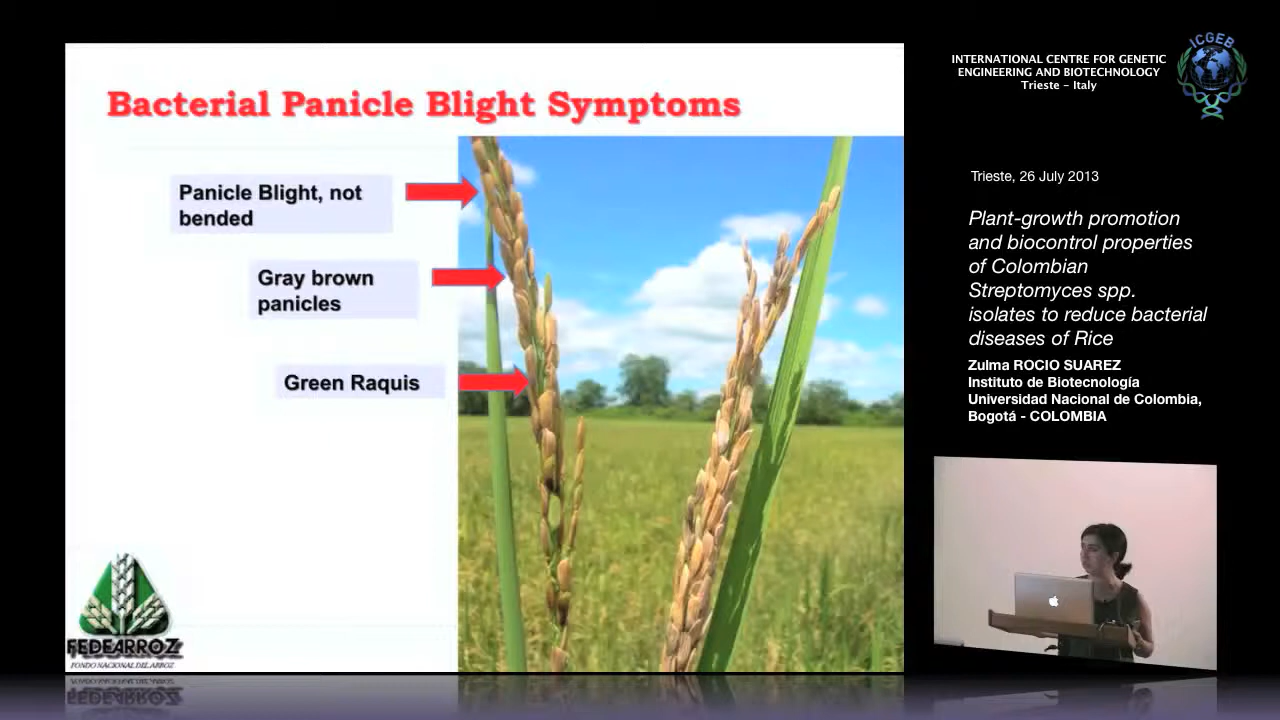 Bacterial Panicle Blight Symptoms
Panicle Blight, not
bended
Gray brown
panicles
Green Raquis
FEDEARROZ
FONDO NACIONAL DEL ARROZ
INTERNATIONAL CENTRE FOR GENETIC
ENGINEERING AND BIOTECHNOLOGY
Trieste - Italy
ICGEB
Trieste, 26 July 2013
Plant-growth promotion
and biocontrol properties
of Colombian
Streptomyces spp.
isolates to reduce bacterial
diseases of Rice
Zulma ROCIO SUAREZ
Instituto de Biotecnología
Universidad Nacional de Colombia,
Bogotá - COLOMBIA